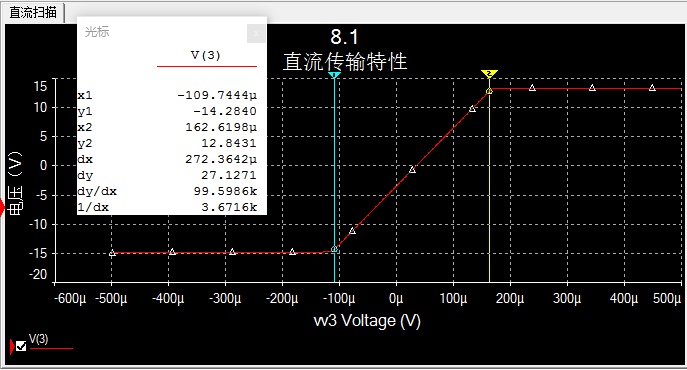 直流扫描
光标
V(3)
x1 -109.7444µ
y1 -14.2840
x2 162.6198µ
y2 12.8431
dx 272.3642µ
dy 27.1271
dy/dx 99.5986k
1/dx 3.6716k
8.1
直流传输特性
1
2
电压（V）
15
10
5
0
-5
-10
-15
-20
-600µ -500µ -400µ -300µ -200µ -100µ 0µ 100µ 200µ 300µ 400µ 500µ
vv3 Voltage (V)
V(3)